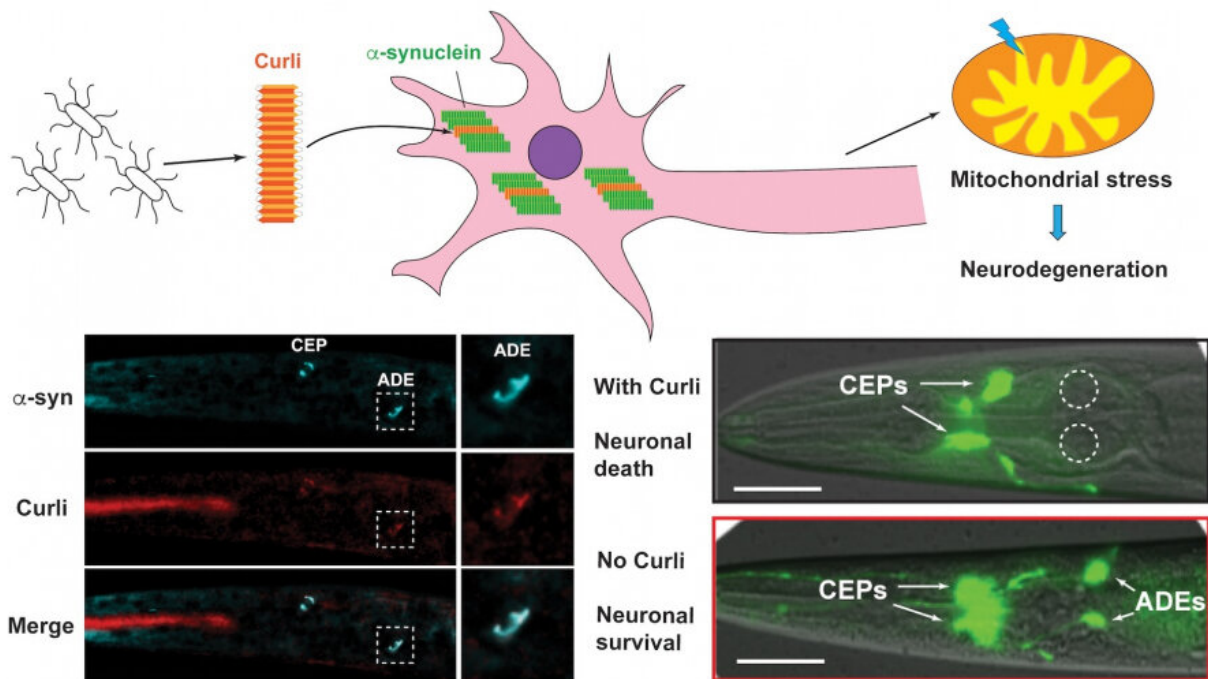 Curli
α-synuclein
Mitochondrial stress
Neurodegeneration
α-syn
CEP
ADE
ADE
Curli
Merge
With Curli
Neuronal
death
CEPs
No Curli
Neuronal
survival
CEPs
ADEs